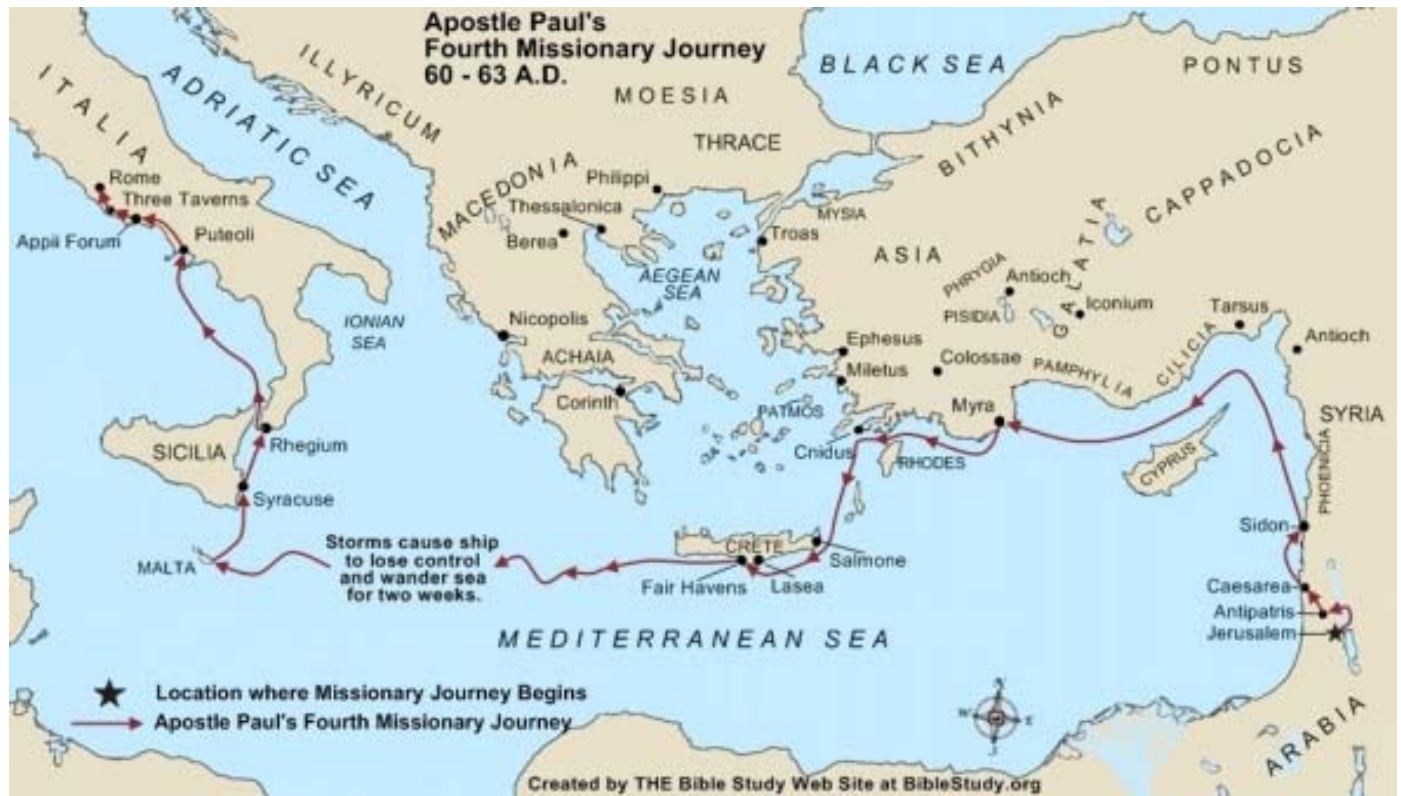 Apostle Paul's
Fourth Missionary Journey
60 - 63 A.D.
BLACK SEA
PONTUS
ILLYRICUM
ITALIA
ADRIATIC SEA
MOESIA
THRACE
BITHYNIA
CAPPADOCIA
MACEDONIA
Philippi
Rome
Three Taverns
Thessalonica
MYSIA
Appii Forum
Puteoli
Berea
Troas
ASIA
GALATIA
AEGEAN
SEA
PHRYGIA
Antioch
Iconium
Tarsus
PISIDIA
IONIAN
SEA
Nicopolis
Ephesus
Antioch
ACHAIA
Miletus
Colossae
PAMPHYLIA
CILICIA
Corinth
PATMOS
Myra
SYRIA
SICILIA
Rhegium
Cnidus
RHODES
CYPRUS
PHOENICIA
Syracuse
Sidon
Storms cause ship
to lose control
and wander sea
for two weeks.
CRETE
Salmone
MALTA
Fair Havens
Lasea
Caesarea
Antipatris
Jerusalem
MEDITERRANEAN SEA
Location where Missionary Journey Begins
Apostle Paul's Fourth Missionary Journey
N
W
E
S
ARABIA
Created by THE Bible Study Web Site at BibleStudy.org